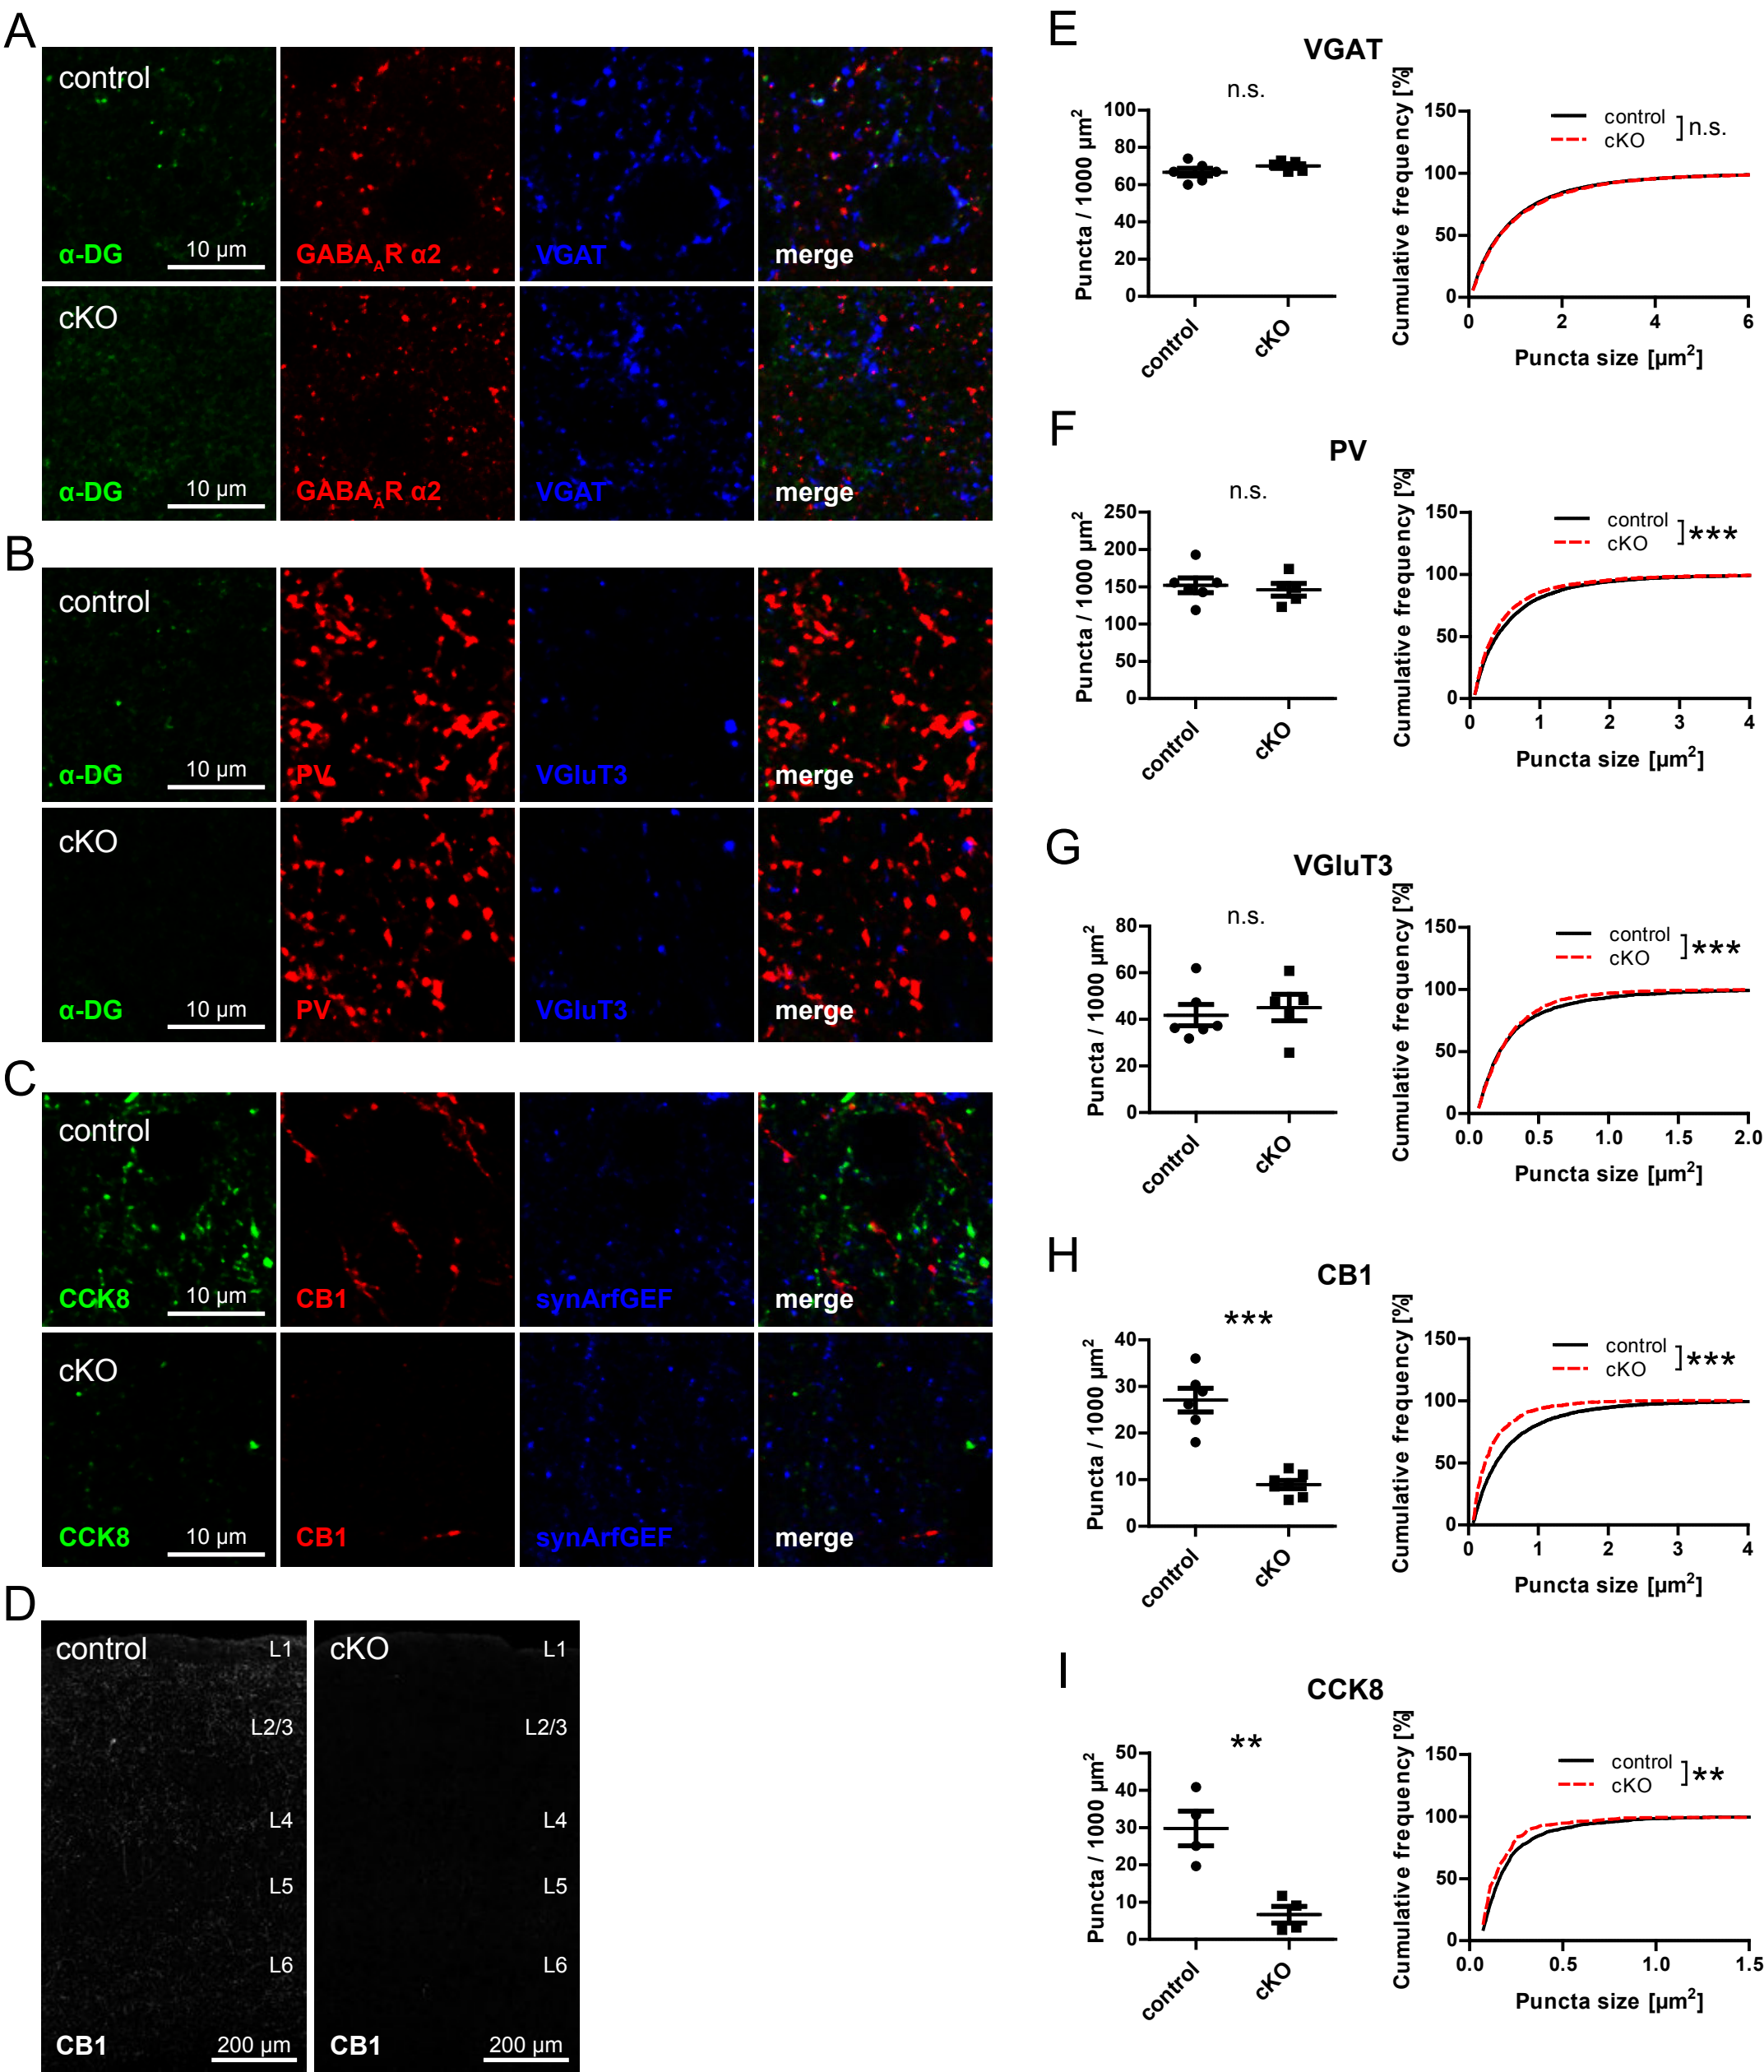 A
control
α-DG
10 µm
GABAAR α2
VGAT
merge
cKO
α-DG
10 µm
GABAAR α2
VGAT
merge
B
control
α-DG
10 µm
PV
VGluT3
merge
cKO
α-DG
10 µm
PV
VGluT3
merge
C
control
CCK8
10 µm
CB1
synArfGEF
merge
cKO
CCK8
10 µm
CB1
synArfGEF
merge
D
control
L1
L2/3
L4
L5
L6
CB1
200 µm
cKO
L1
L2/3
L4
L5
L6
CB1
200 µm
E
VGAT
n.s.
Puncta / 1000 µm²
100
80
60
40
20
0
control
cKO
Cumulative frequency [%]
150
100
50
0
control
cKO
n.s.
0 2 4 6
Puncta size [µm²]
F
PV
n.s.
Puncta / 1000 µm²
250
200
150
100
50
0
control
cKO
Cumulative frequency [%]
150
100
50
0
control
cKO
***
0 1 2 3 4
Puncta size [µm²]
G
VGluT3
n.s.
Puncta / 1000 µm²
80
60
40
20
0
control
cKO
Cumulative frequency [%]
150
100
50
0
control
cKO
***
0.0 0.5 1.0 1.5 2.0
Puncta size [µm²]
H
CB1
***
Puncta / 1000 µm²
40
30
20
10
0
control
cKO
Cumulative frequency [%]
150
100
50
0
control
cKO
***
0 1 2 3 4
Puncta size [µm²]
I
CCK8
**
Puncta / 1000 µm²
50
40
30
20
10
0
control
cKO
Cumulative frequency [%]
150
100
50
0
control
cKO
**
0.0 0.5 1.0 1.5
Puncta size [µm²]